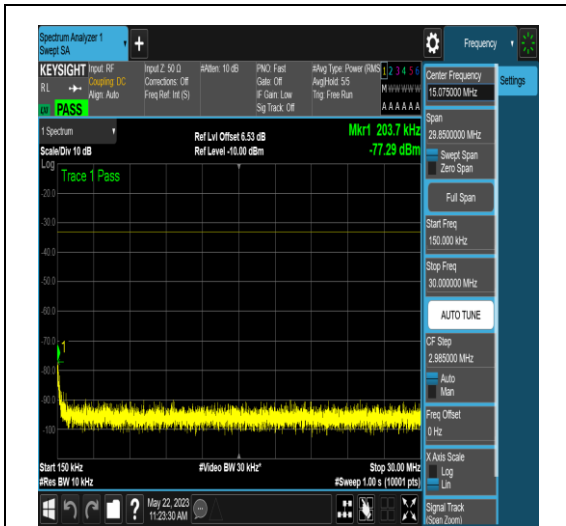 Spectrum Analyzer 1
Swept SA
+
Frequency
KEYSIGHT
RL
PASS
Input: RF
Coupling: DC
Align: Auto
Input Z: 50 Ω
Corrections: Off
Freq Ref: Int (S)
#Atten: 10 dB
PNO: Fast
Gate: Off
IF Gain: Low
Sig Track: Off
#Avg Type: Power (RMS
Avg|Hold: 5/5
Trig: Free Run
1 2 3 4 5 6
M W W W W W
A A A A A A
1 Spectrum
Scale/Div 10 dB
Ref Lvl Offset 6.53 dB
Ref Level -10.00 dBm
Mkr1 203.7 kHz
-77.29 dBm
Log
Trace 1 Pass
-20.0
-30.0
-40.0
-50.0
-60.0
-70.0
-80.0
-90.0
-100
1
Start 150 kHz
#Res BW 10 kHz
#Video BW 30 kHz*
Stop 30.00 MHz
#Sweep 1.00 s (10001 pts)
May 22, 2023
11:23:30 AM
?
Center Frequency
15.075000 MHz
Settings
Span
29.8500000 MHz
Swept Span
Zero Span
Full Span
Start Freq
150.000 kHz
Stop Freq
30.000000 MHz
AUTO TUNE
CF Step
2.985000 MHz
Auto
Man
Freq Offset
0 Hz
X Axis Scale
Log
Lin
Signal Track
(Span Zoom)